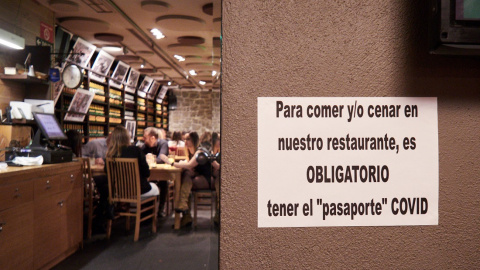 Para comer y/o cenar en
nuestro restaurante, es
OBLIGATORIO
tener el "pasaporte" COVID